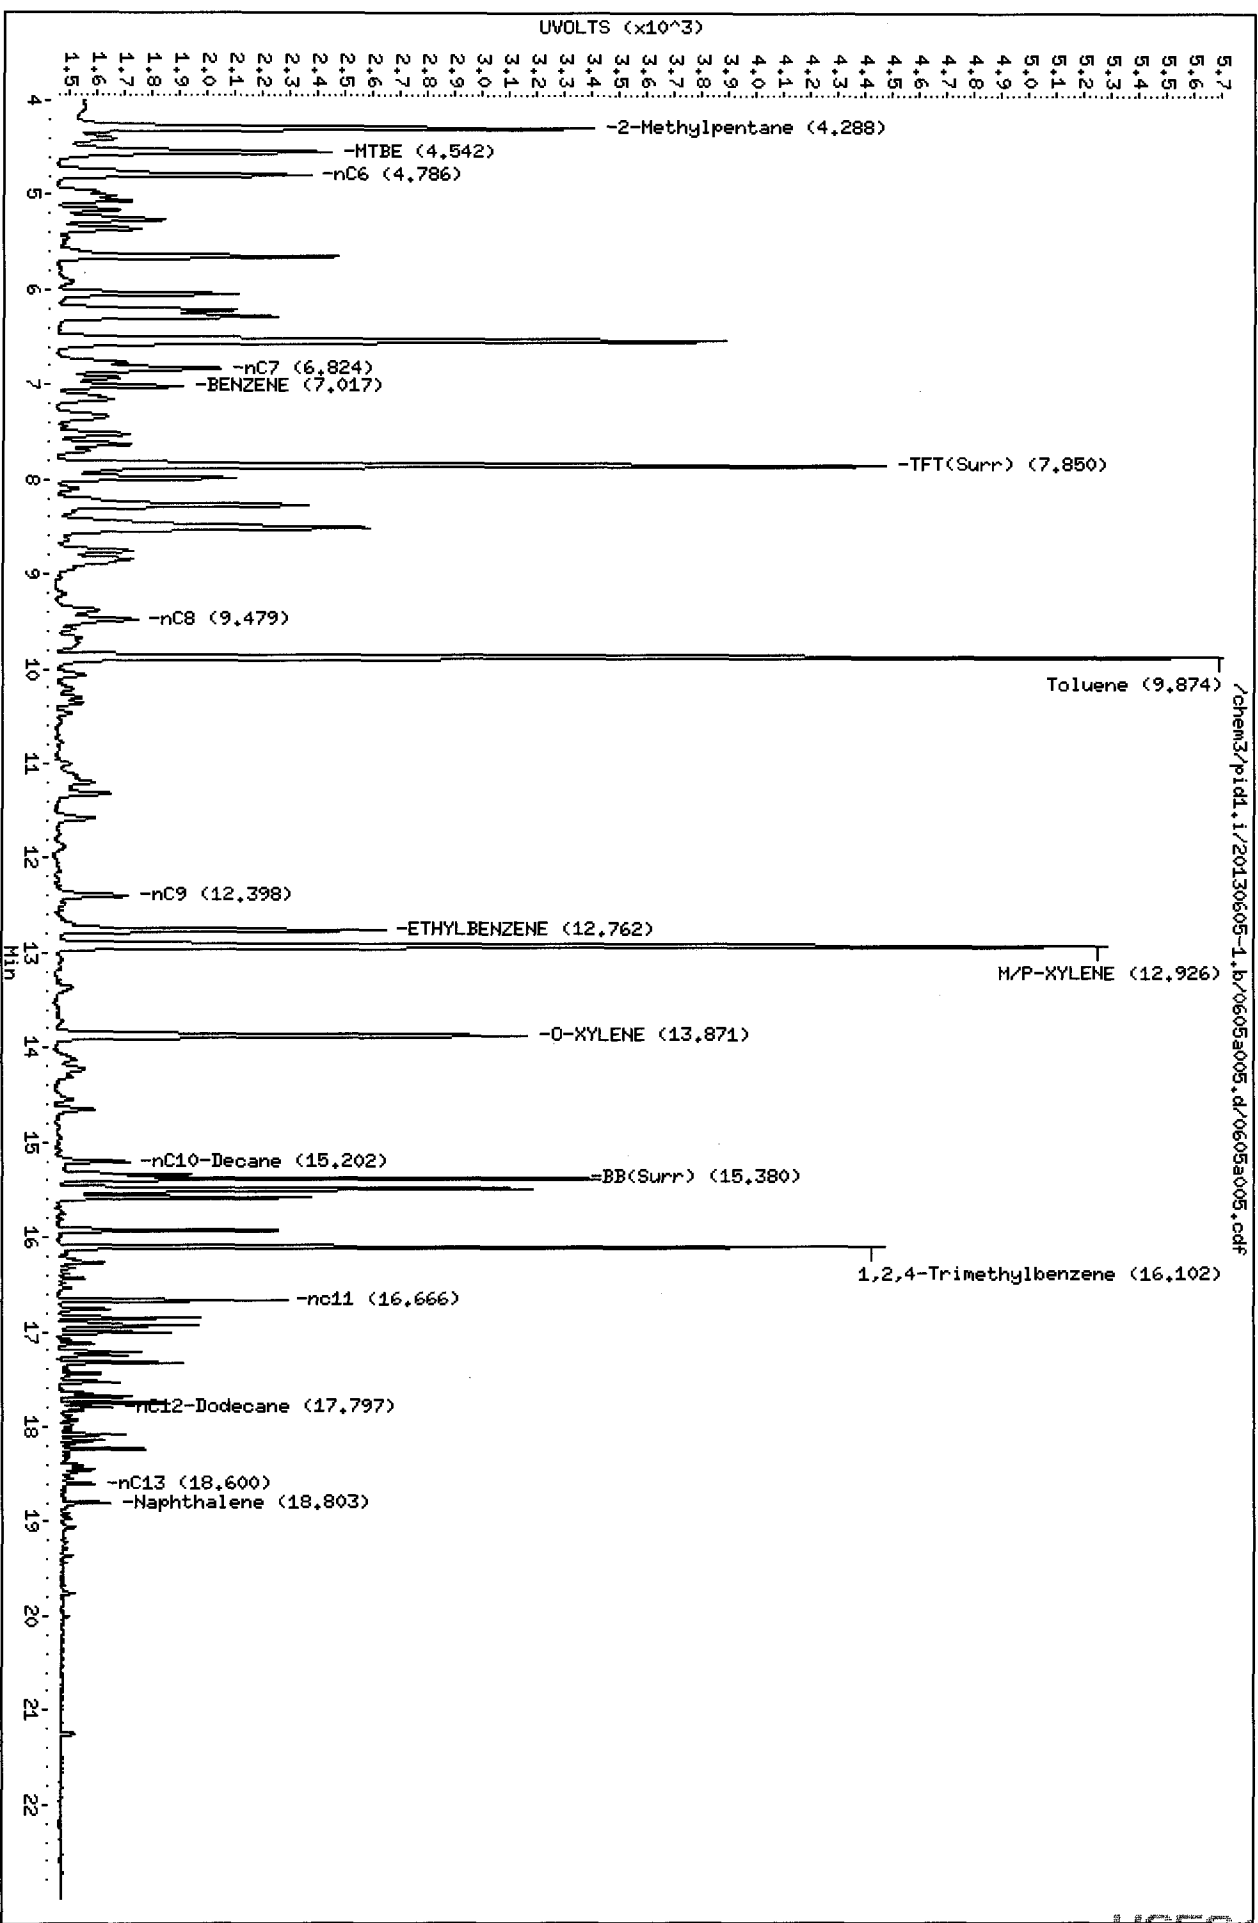 /chem3/pid1.i/20130605-1.b/0605a005.d/0605a005.cdf
UVOLTS (x10^3)
1.5 1.6 1.7 1.8 1.9 2.0 2.1 2.2 2.3 2.4 2.5 2.6 2.7 2.8 2.9 3.0 3.1 3.2 3.3 3.4 3.5 3.6 3.7 3.8 3.9 4.0 4.1 4.2 4.3 4.4 4.5 4.6 4.7 4.8 4.9 5.0 5.1 5.2 5.3 5.4 5.5 5.6 5.7
-2-Methylpentane (4.288)
-MTBE (4.542)
-nC6 (4.786)
-nC7 (6.824)
-BENZENE (7.017)
-TFT(Surr) (7.850)
-nC8 (9.479)
Toluene (9.874)
-nC9 (12.398)
-ETHYLBENZENE (12.762)
M/P-XYLENE (12.926)
-O-XYLENE (13.871)
-nC10-Decane (15.202)
=BB(Surr) (15.380)
1,2,4-Trimethylbenzene (16.102)
-nc11 (16.666)
-nC12-Dodecane (17.797)
-nC13 (18.600)
-Naphthalene (18.803)
4 5 6 7 8 9 10 11 12 13 14 15 16 17 18 19 20 21 22
Min